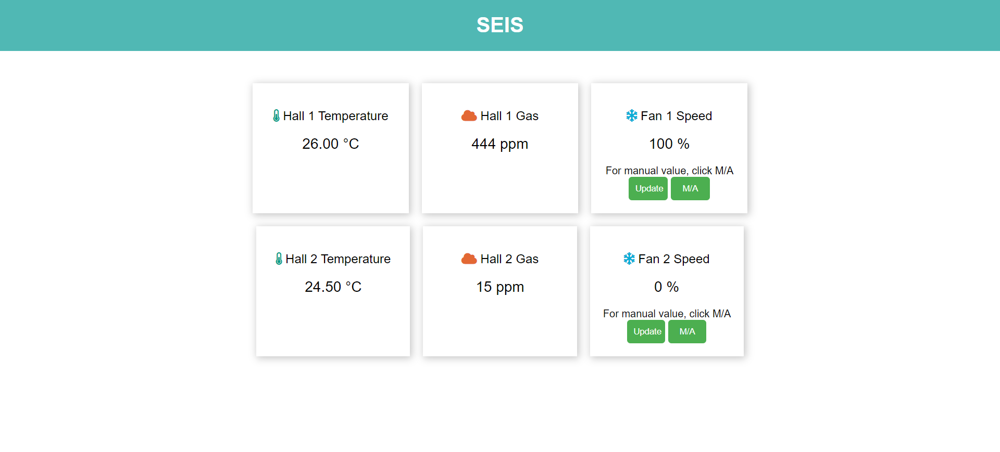 SEIS
Hall 1 Temperature
26.00 °C
Hall 1 Gas
444 ppm
Fan 1 Speed
100 %
For manual value, click M/A
Update
M/A
Hall 2 Temperature
24.50 °C
Hall 2 Gas
15 ppm
Fan 2 Speed
0 %
For manual value, click M/A
Update
M/A